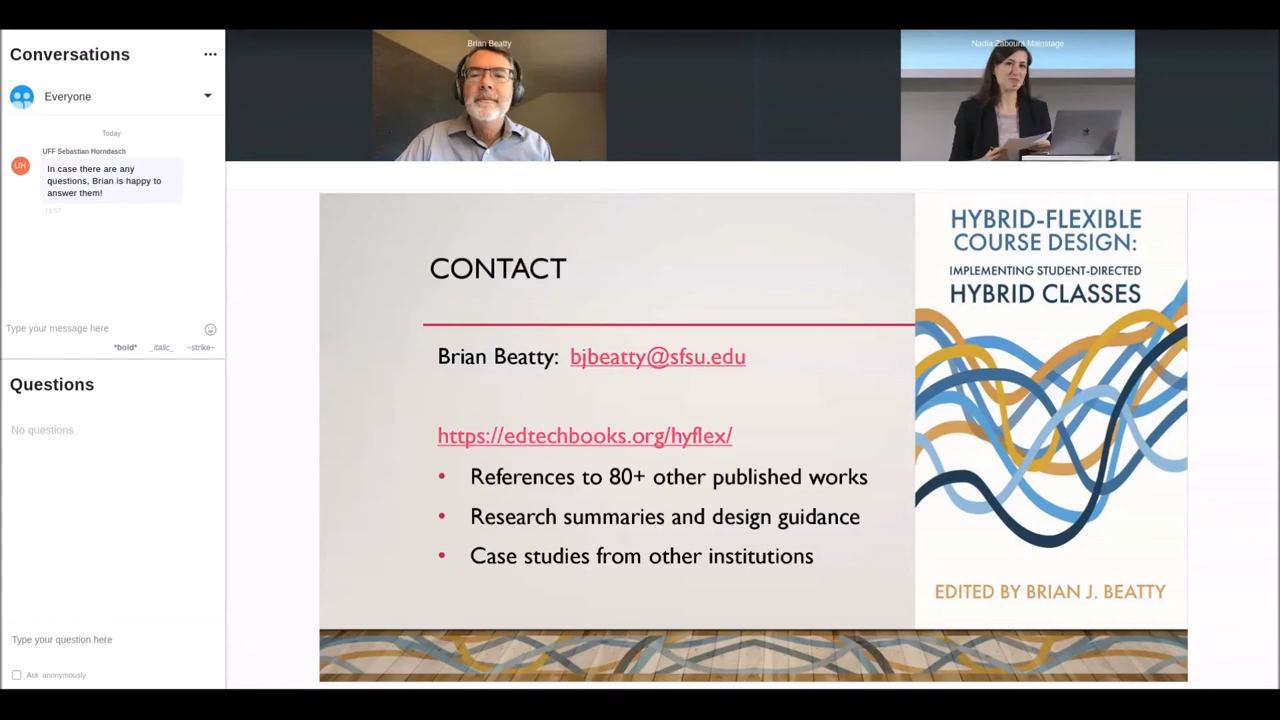 Conversations
Everyone
Today
UFF Sebastian Horndasch
UH
In case there are any
questions, Brian is happy to
answer them!
14:57
Type your message here
*bold* _italic_ ~strike~
Questions
No questions
Type your question here
Ask anonymously
Brian Beatty
Nadia Zaboura Mainstage
CONTACT
Brian Beatty: bjbeatty@sfsu.edu
https://edtechbooks.org/hyflex/
• References to 80+ other published works
• Research summaries and design guidance
• Case studies from other institutions
HYBRID-FLEXIBLE
COURSE DESIGN:
IMPLEMENTING STUDENT-DIRECTED
HYBRID CLASSES
EDITED BY BRIAN J. BEATTY